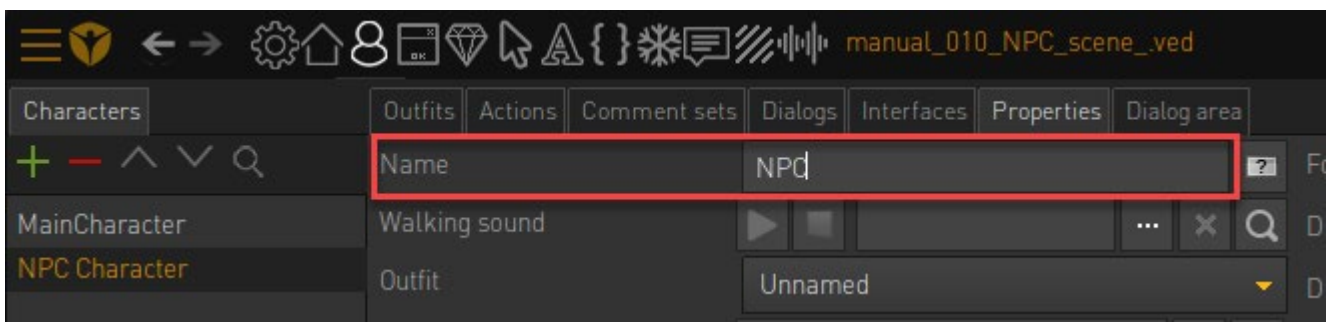 manual_010_NPC_scene_.ved
Characters
Outfits Actions Comment sets Dialogs Interfaces Properties Dialog area
Name NPC ? Fo
MainCharacter
Walking sound ... D
NPC Character
Outfit Unnamed D